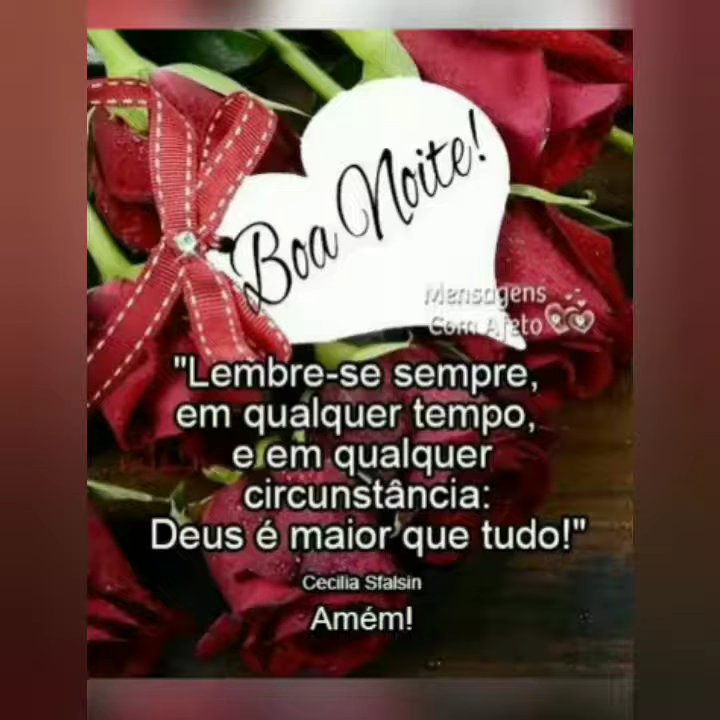 Boa Noite!
Mensagens
Com Afeto
"Lembre-se sempre,
em qualquer tempo,
e em qualquer
circunstância:
Deus é maior que tudo!"
Cecilia Sfalsin
Amém!